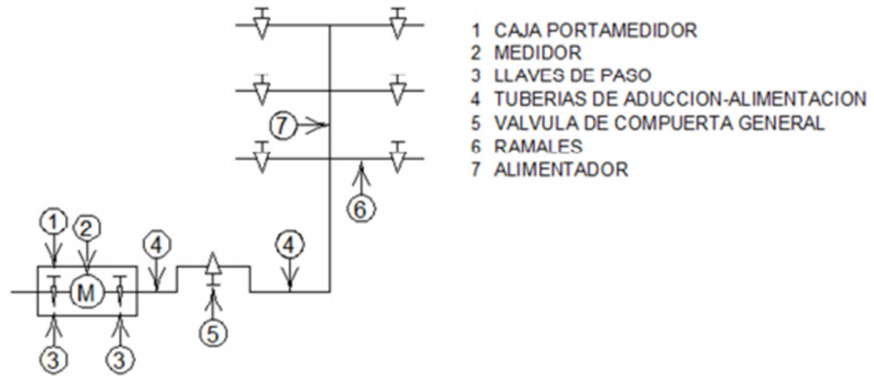 1 CAJA PORTAMEDIDOR
2 MEDIDOR
3 LLAVES DE PASO
4 TUBERIAS DE ADUCCION-ALIMENTACION
5 VALVULA DE COMPUERTA GENERAL
6 RAMALES
7 ALIMENTADOR
7
6
1
2
4
4
M
5
3
3